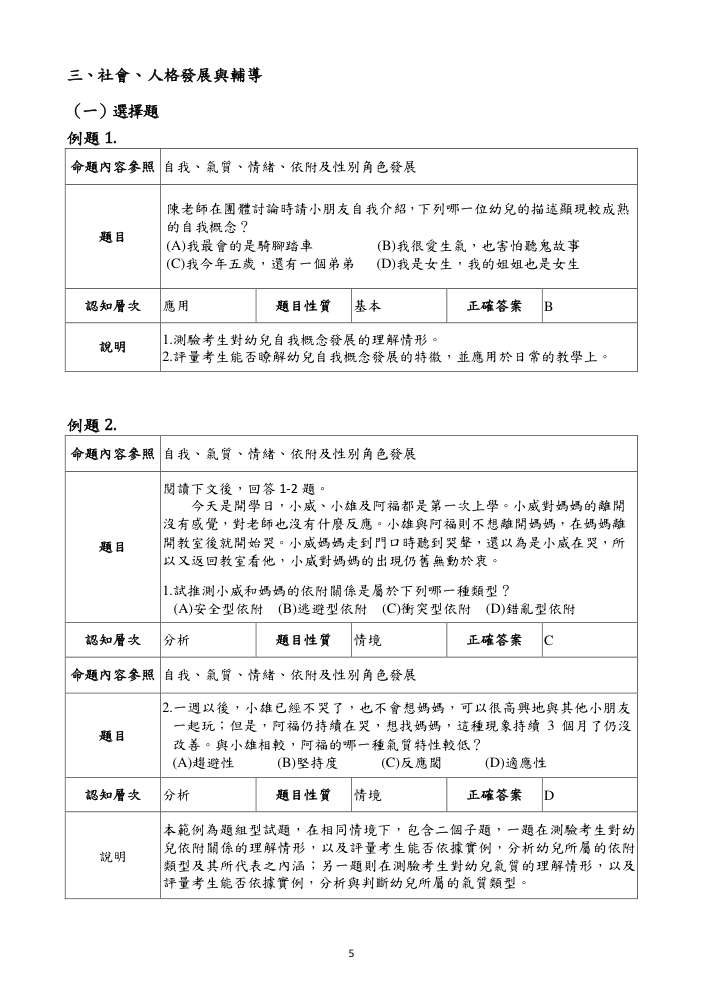 三、社會、人格發展與輔導
（一）選擇題
例題 1.
命題內容參照 自我、氣質、情緒、依附及性別角色發展
題目
陳老師在團體討論時請小朋友自我介紹，下列哪一位幼兒的描述顯現較成熟
的自我概念？
(A)我最會的是騎腳踏車 (B)我很愛生氣，也害怕聽鬼故事
(C)我今年五歲，還有一個弟弟 (D)我是女生，我的姐姐也是女生
認知層次 應用 題目性質 基本 正確答案 B
說明
1.測驗考生對幼兒自我概念發展的理解情形。
2.評量考生能否瞭解幼兒自我概念發展的特徵，並應用於日常的教學上。
例題 2.
命題內容參照 自我、氣質、情緒、依附及性別角色發展
題目
閱讀下文後，回答 1-2 題。
今天是開學日，小威、小雄及阿福都是第一次上學。小威對媽媽的離開
沒有感覺，對老師也沒有什麼反應。小雄與阿福則不想離開媽媽，在媽媽離
開教室後就開始哭。小威媽媽走到門口時聽到哭聲，還以為是小威在哭，所
以又返回教室看他，小威對媽媽的出現仍舊無動於衷。
1.試推測小威和媽媽的依附關係是屬於下列哪一種類型？
(A)安全型依附 (B)逃避型依附 (C)衝突型依附 (D)錯亂型依附
認知層次 分析 題目性質 情境 正確答案 C
命題內容參照 自我、氣質、情緒、依附及性別角色發展
題目
2.一週以後，小雄已經不哭了，也不會想媽媽，可以很高興地與其他小朋友
一起玩；但是，阿福仍持續在哭，想找媽媽，這種現象持續 3 個月了仍沒
改善。與小雄相較，阿福的哪一種氣質特性較低？
(A)趨避性 (B)堅持度 (C)反應閾 (D)適應性
認知層次 分析 題目性質 情境 正確答案 D
說明
本範例為題組型試題，在相同情境下，包含二個子題，一題在測驗考生對幼
兒依附關係的理解情形，以及評量考生能否依據實例，分析幼兒所屬的依附
類型及其所代表之內涵；另一題則在測驗考生對幼兒氣質的理解情形，以及
評量考生能否依據實例，分析與判斷幼兒所屬的氣質類型。
5